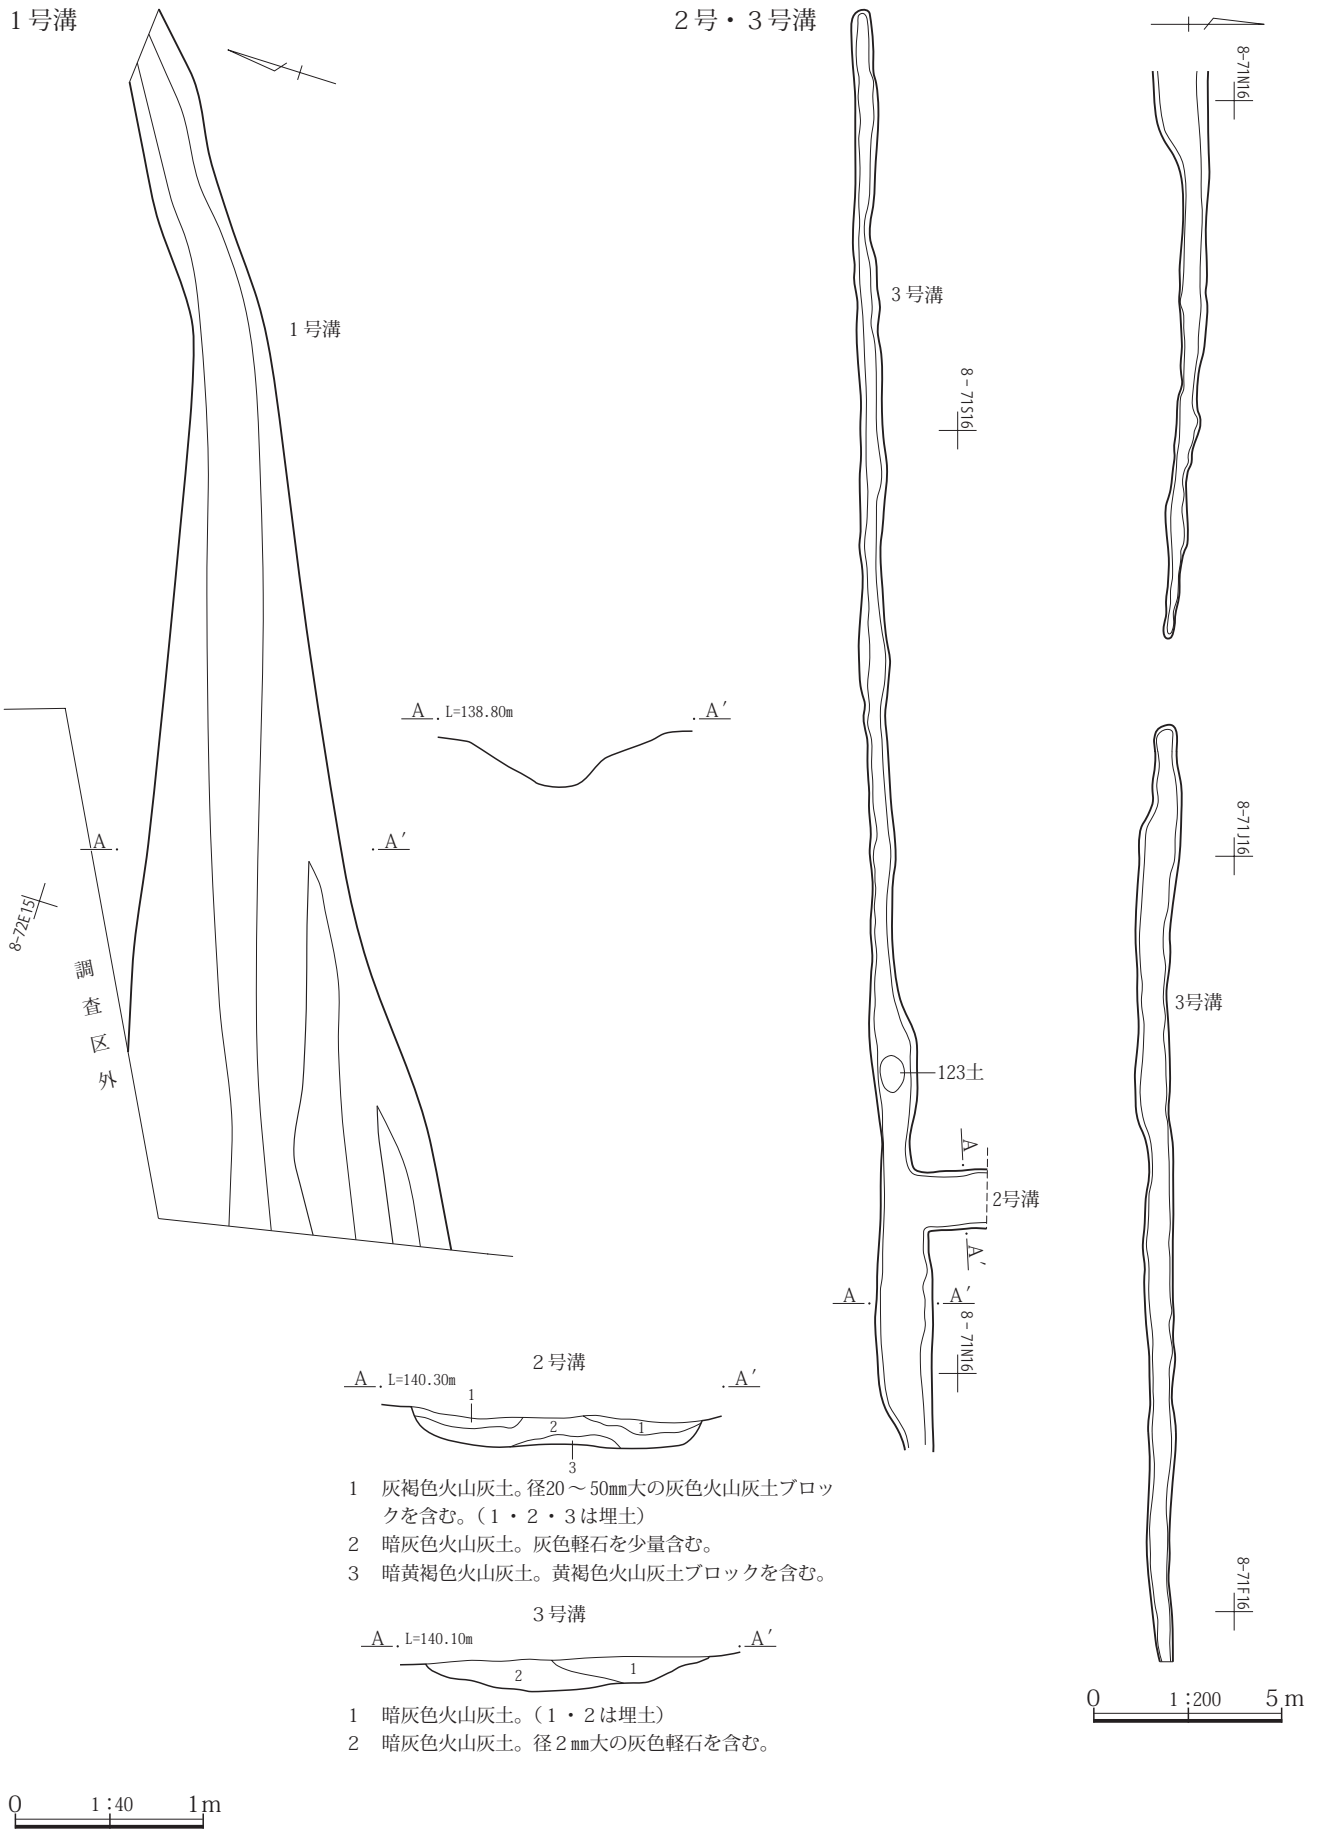 1号溝
2号・3号溝
8-71N16
3号溝
1号溝
8-71S16
A L=138.80m A′
A A′
8-72E15
調査区外
8-71J16
3号溝
123土
A
2号溝
A′
A A′
8-71N16
2号溝
A L=140.30m A′
1
2
1
3
1 灰褐色火山灰土。径20～50mm大の灰色火山灰土ブロッ
クを含む。（1・2・3は埋土）
2 暗灰色火山灰土。灰色軽石を少量含む。
3 暗黄褐色火山灰土。黄褐色火山灰土ブロックを含む。
8-71F16
3号溝
A L=140.10m A′
2
1
1 暗灰色火山灰土。（1・2は埋土）
2 暗灰色火山灰土。径2mm大の灰色軽石を含む。
0 1:200 5m
0 1:40 1m